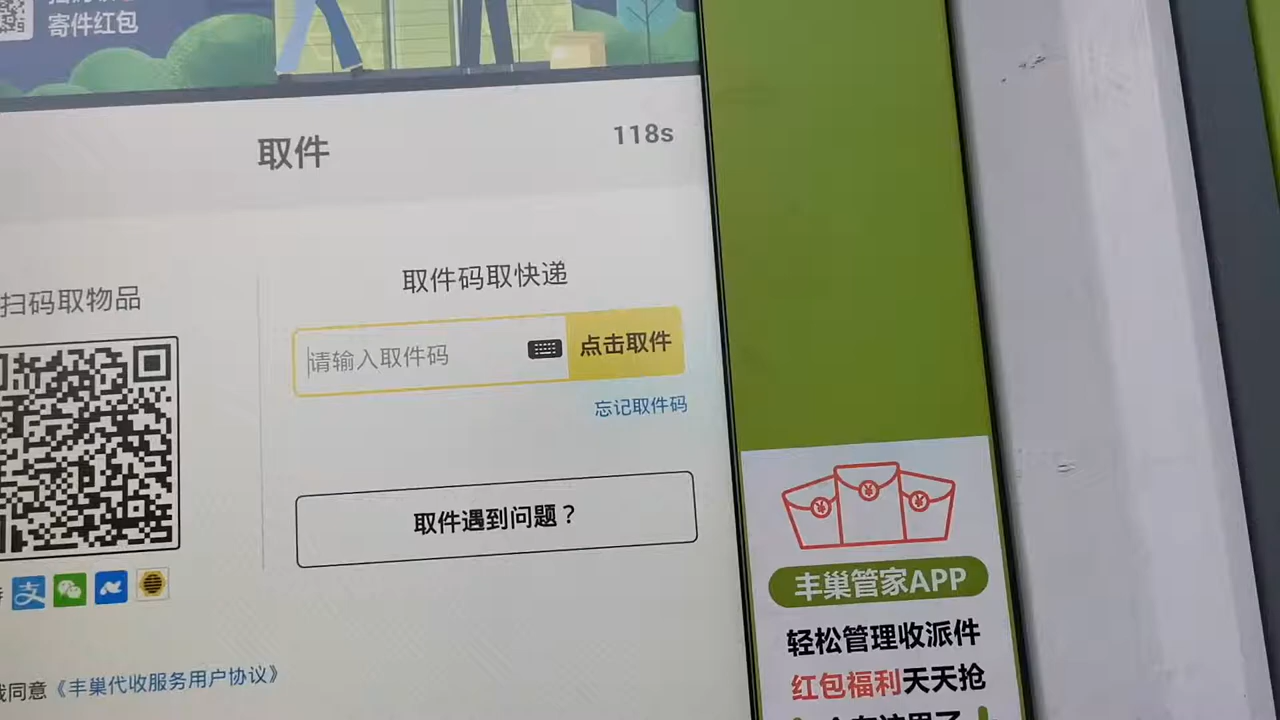 寄件红包
取件
118s
扫码取物品
取件码取快递
请输入取件码
点击取件
忘记取件码
取件遇到问题？
同意《丰巢代收服务用户协议》
丰巢管家APP
轻松管理收派件
红包福利天天抢